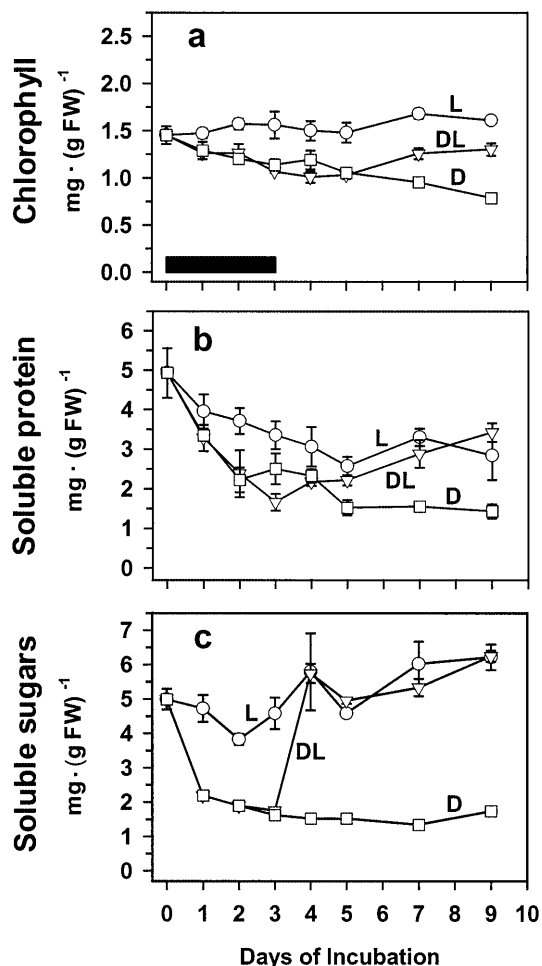 a
Chlorophyll
mg · (g FW) -1
2.5
2.0
1.5
1.0
0.5
0.0
L
DL
D
b
Soluble protein
mg · (g FW) -1
6
5
4
3
2
1
0
L
DL
D
c
Soluble sugars
mg · (g FW) -1
7
6
5
4
3
2
1
0
L
DL
D
0 1 2 3 4 5 6 7 8 9 10
Days of Incubation